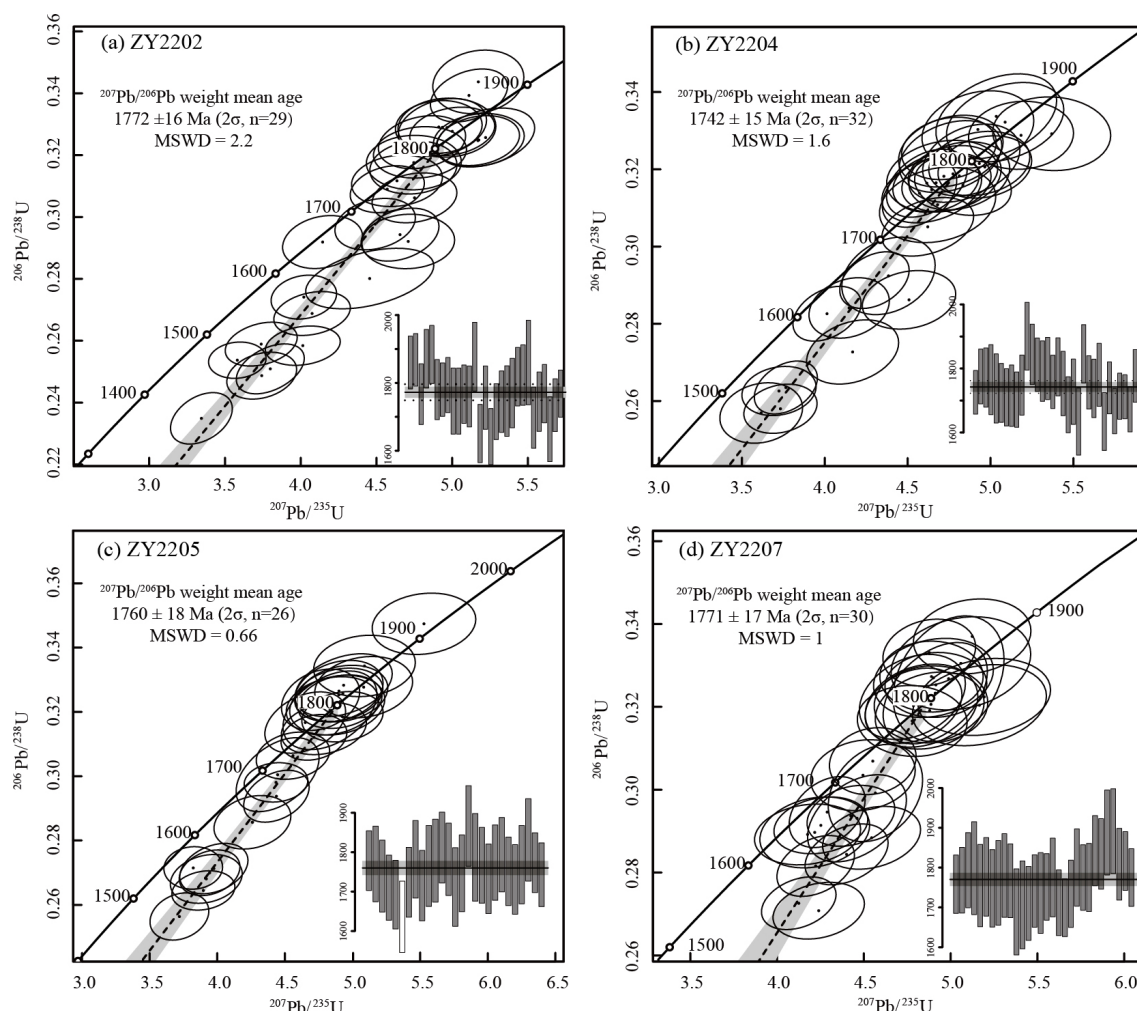 (a) ZY2202
²⁰⁷Pb/²⁰⁶Pb weight mean age
1772 ±16 Ma (2σ, n=29)
MSWD = 2.2
0.36
0.34
0.32
0.30
0.28
0.26
0.24
0.22
²⁰⁶Pb/²³⁸U
1900
1800
1700
1600
1500
1400
2000
1800
1600
3.0 3.5 4.0 4.5 5.0 5.5
²⁰⁷Pb/²³⁵U
(b) ZY2204
²⁰⁷Pb/²⁰⁶Pb weight mean age
1742 ± 15 Ma (2σ, n=32)
MSWD = 1.6
0.36
0.34
0.32
0.30
0.28
0.26
²⁰⁶Pb/²³⁸U
1900
1800
1700
1600
1500
2000
1800
1600
3.0 3.5 4.0 4.5 5.0 5.5
²⁰⁷Pb/²³⁵U
(c) ZY2205
²⁰⁷Pb/²⁰⁶Pb weight mean age
1760 ± 18 Ma (2σ, n=26)
MSWD = 0.66
0.36
0.34
0.32
0.30
0.28
0.26
²⁰⁶Pb/²³⁸U
2000
1900
1800
1700
1600
1500
1900
1800
1700
1600
3.0 3.5 4.0 4.5 5.0 5.5 6.0 6.5
²⁰⁷Pb/²³⁵U
(d) ZY2207
²⁰⁷Pb/²⁰⁶Pb weight mean age
1771 ± 17 Ma (2σ, n=30)
MSWD = 1
0.36
0.34
0.32
0.30
0.28
0.26
²⁰⁶Pb/²³⁸U
1900
1800
1700
1600
1500
2000
1900
1800
1700
1600
3.5 4.0 4.5 5.0 5.5 6.0
²⁰⁷Pb/²³⁵U